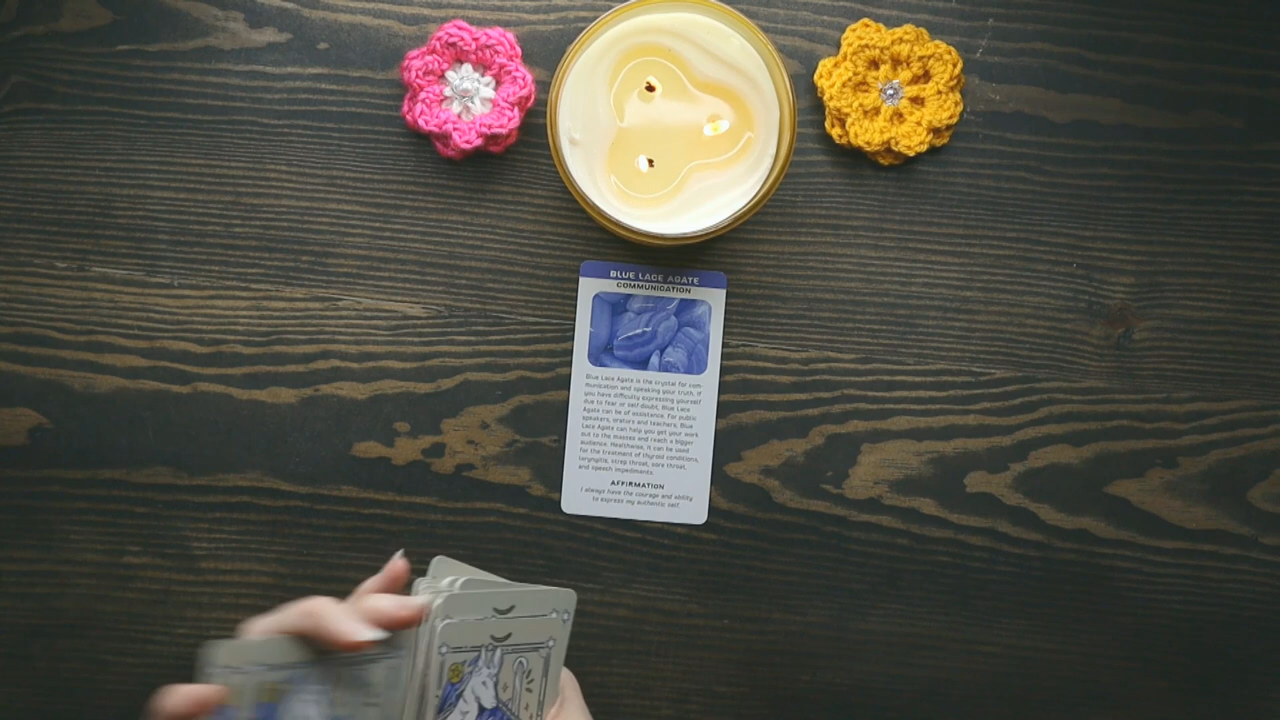 BLUE LACE AGATE
COMMUNICATION
Blue Lace Agate is the crystal for com-
munication and speaking your truth. If
you have difficulty expressing yourself
due to fear or self doubt, Blue Lace
Agate can be of assistance. For public
speakers, orators and teachers, Blue
Lace Agate can help you get your work
out to the masses and reach a bigger
audience. Healthwise, it can be used
for the treatment of thyroid conditions,
laryngitis, strep throat, sore throat,
and speech impediments.
AFFIRMATION
I always have the courage and ability
to express my authentic self.